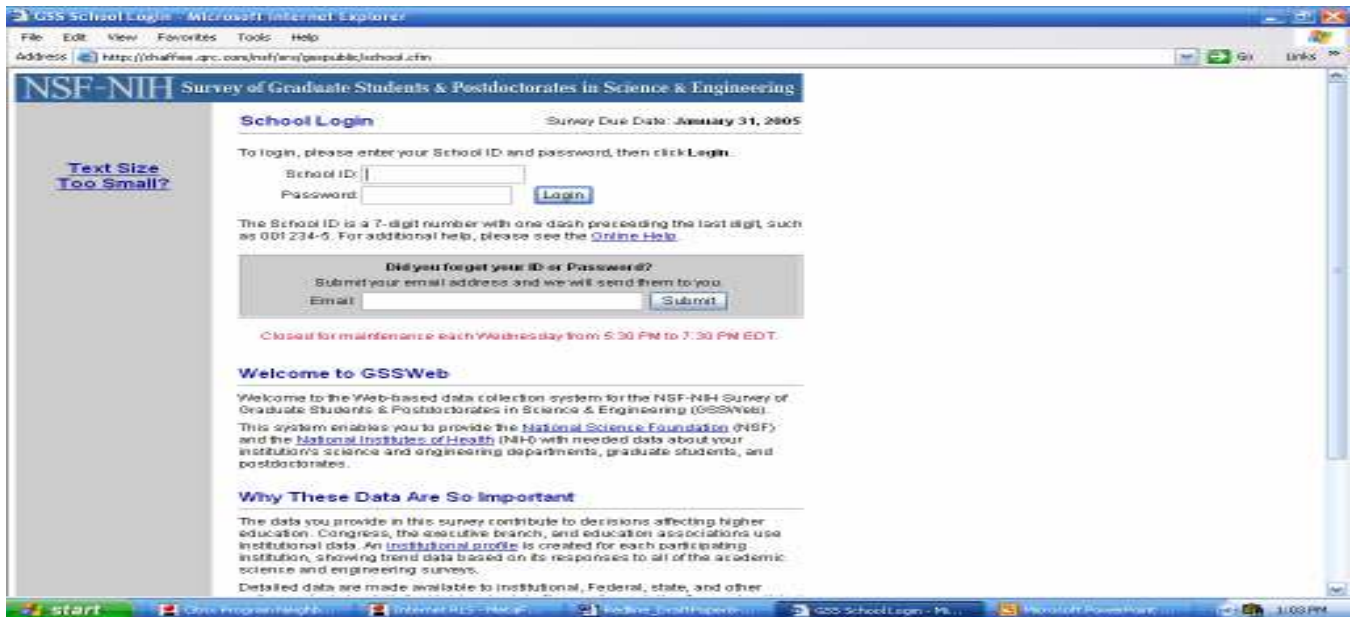 GSS School Login - Microsoft Internet Explorer
File Edit View Favorites Tools Help
Address Go Links
NSF-NIH Survey of Graduate Students & Postdoctorates in Science & Engineering
School Login Survey Due Date: January 31, 2005
To login, please enter your School ID and password, then click Login.
Text Size
Too Small?
School ID:
Password: Login
The School ID is a 7-digit number with one dash preceeding the last digit, such
as 001234-5. For additional help, please see the Online Help.
Did you forget your ID or Password?
Submit your email address and we will send them to you.
Email: Submit
Closed for maintenance each Wednesday from 5:30 PM to 7:30 PM EDT.
Welcome to GSSWeb
Welcome to the Web-based data collection system for the NSF-NIH Survey of
Graduate Students & Postdoctorates in Science & Engineering (GSSWeb).
This system enables you to provide the National Science Foundation (NSF)
and the National Institutes of Health (NIH) with needed data about your
institution's science and engineering departments, graduate students, and
postdoctorates.
Why These Data Are So Important
The data you provide in this survey contribute to decisions affecting higher
education. Congress, the executive branch, and education associations use
institutional data. An institutional profile is created for each participating
institution, showing trend data based on its responses to all of the academic
science and engineering surveys.
Detailed data are made available to institutional, Federal, state, and other
start Citrix Program Neighb... GSS School Login - Mi... Microsoft PowerPoint 1:03 PM